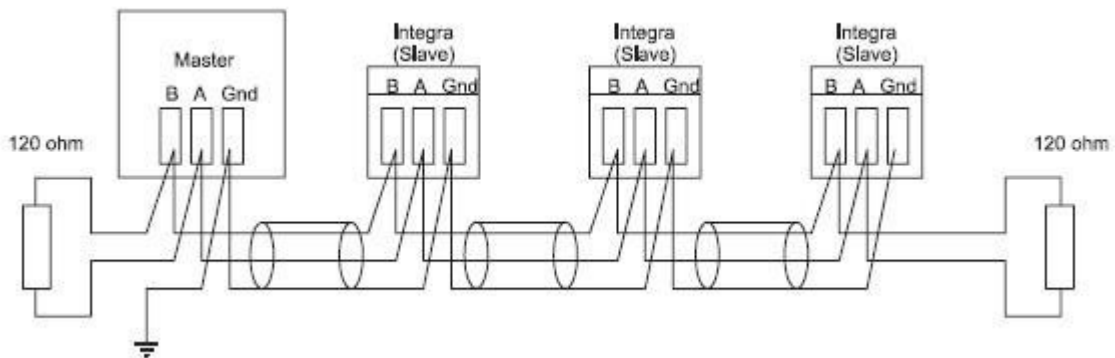 Master
B A Gnd
Integra
(Slave)
B A Gnd
Integra
(Slave)
B A Gnd
Integra
(Slave)
B A Gnd
120 ohm
120 ohm